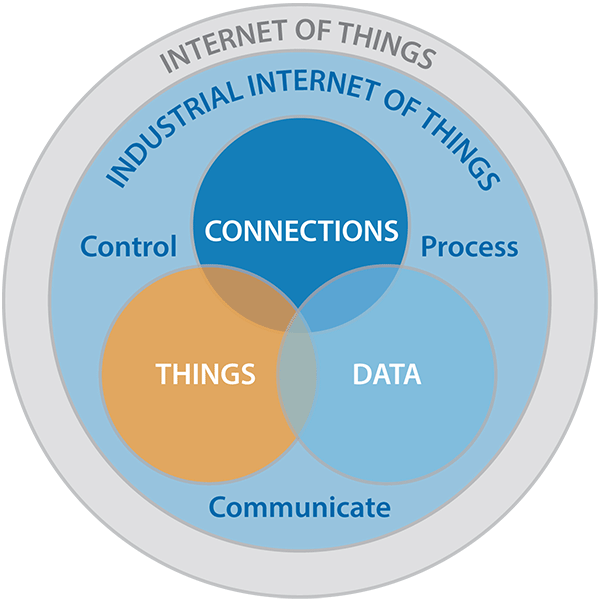 INTERNET OF THINGS
INDUSTRIAL INTERNET OF THINGS
CONNECTIONS
Control
Process
THINGS
DATA
Communicate